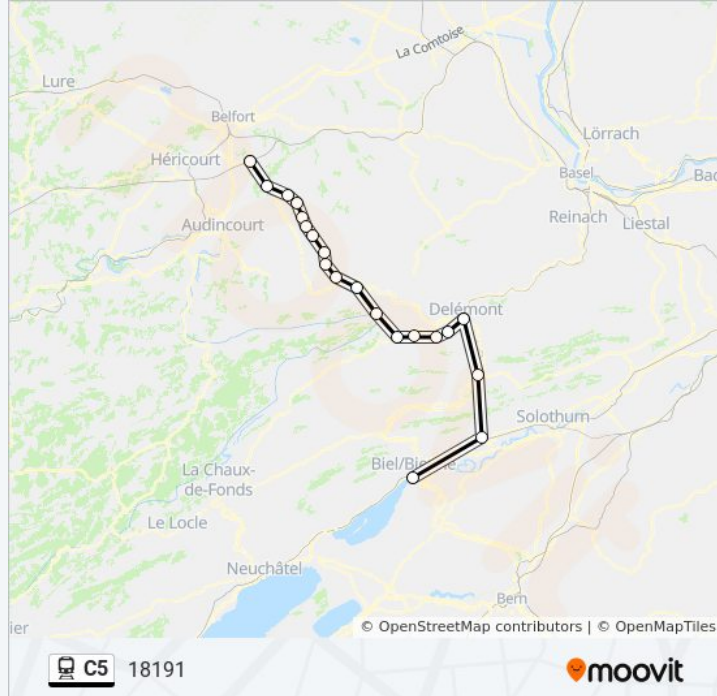 La Comtoise
Lure
Belfort
Lörrach
Héricourt
Basel
Reinach
Liestal
Audincourt
Delémont
Solothurn
La Chaux-
de-Fonds
Le Locle
Neuchâtel
Bern
© OpenStreetMap contributors | © OpenMapTiles
C5 18191 moovit